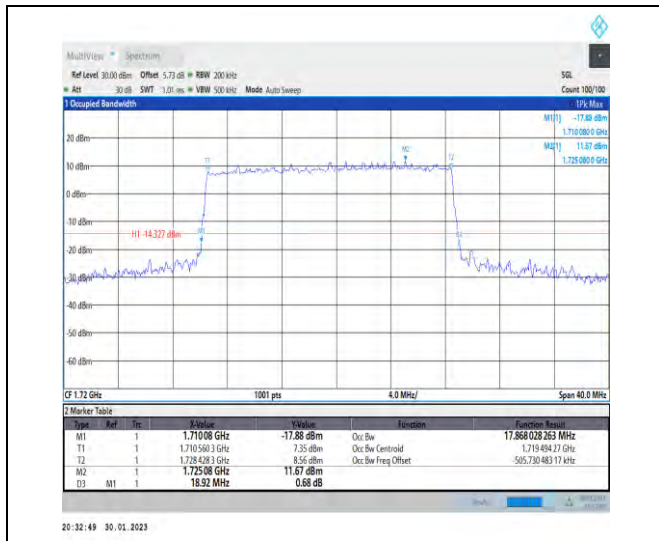 MultiView Spectrum
Ref Level 30.00 dBm Offset 5.73 dB RBW 200 kHz SGL
Att 30 dB SWT 1.01 ms VBW 500 kHz Mode Auto Sweep Count 100/100
1 Occupied Bandwidth 1Pk Max
M1[1] -17.88 dBm
1.710 080 0 GHz
M2[1] 11.67 dBm
1.725 080 0 GHz
20 dBm
M2
T1 T2
10 dBm
0 dBm
-10 dBm
H1 -14.327 dBm
M1
-20 dBm
-30 dBm
-40 dBm
-50 dBm
-60 dBm
CF 1.72 GHz 1001 pts 4.0 MHz/ Span 40.0 MHz
2 Marker Table
Type Ref Trc X-Value Y-Value Function Function Result
M1 1 1.710 08 GHz -17.88 dBm Occ Bw 17.868 028 263 MHz
T1 1 1.710 560 3 GHz 7.35 dBm Occ Bw Centroid 1.719 494 27 GHz
T2 1 1.728 428 3 GHz 8.56 dBm Occ Bw Freq Offset -505.730 483 17 kHz
M2 1 1.725 08 GHz 11.67 dBm
D3 M1 1 18.92 MHz 0.68 dB
20:32:49 30.01.2023